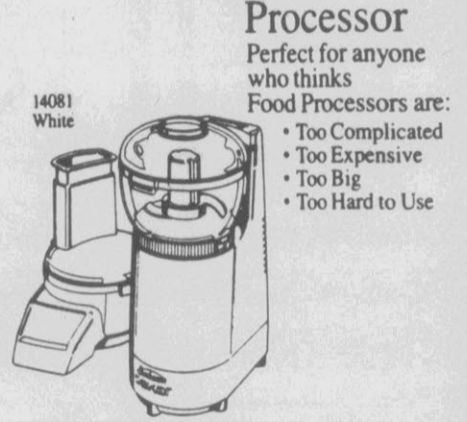 Processor
Perfect for anyone
who thinks
Food Processors are:
• Too Complicated
• Too Expensive
• Too Big
• Too Hard to Use
14081
White